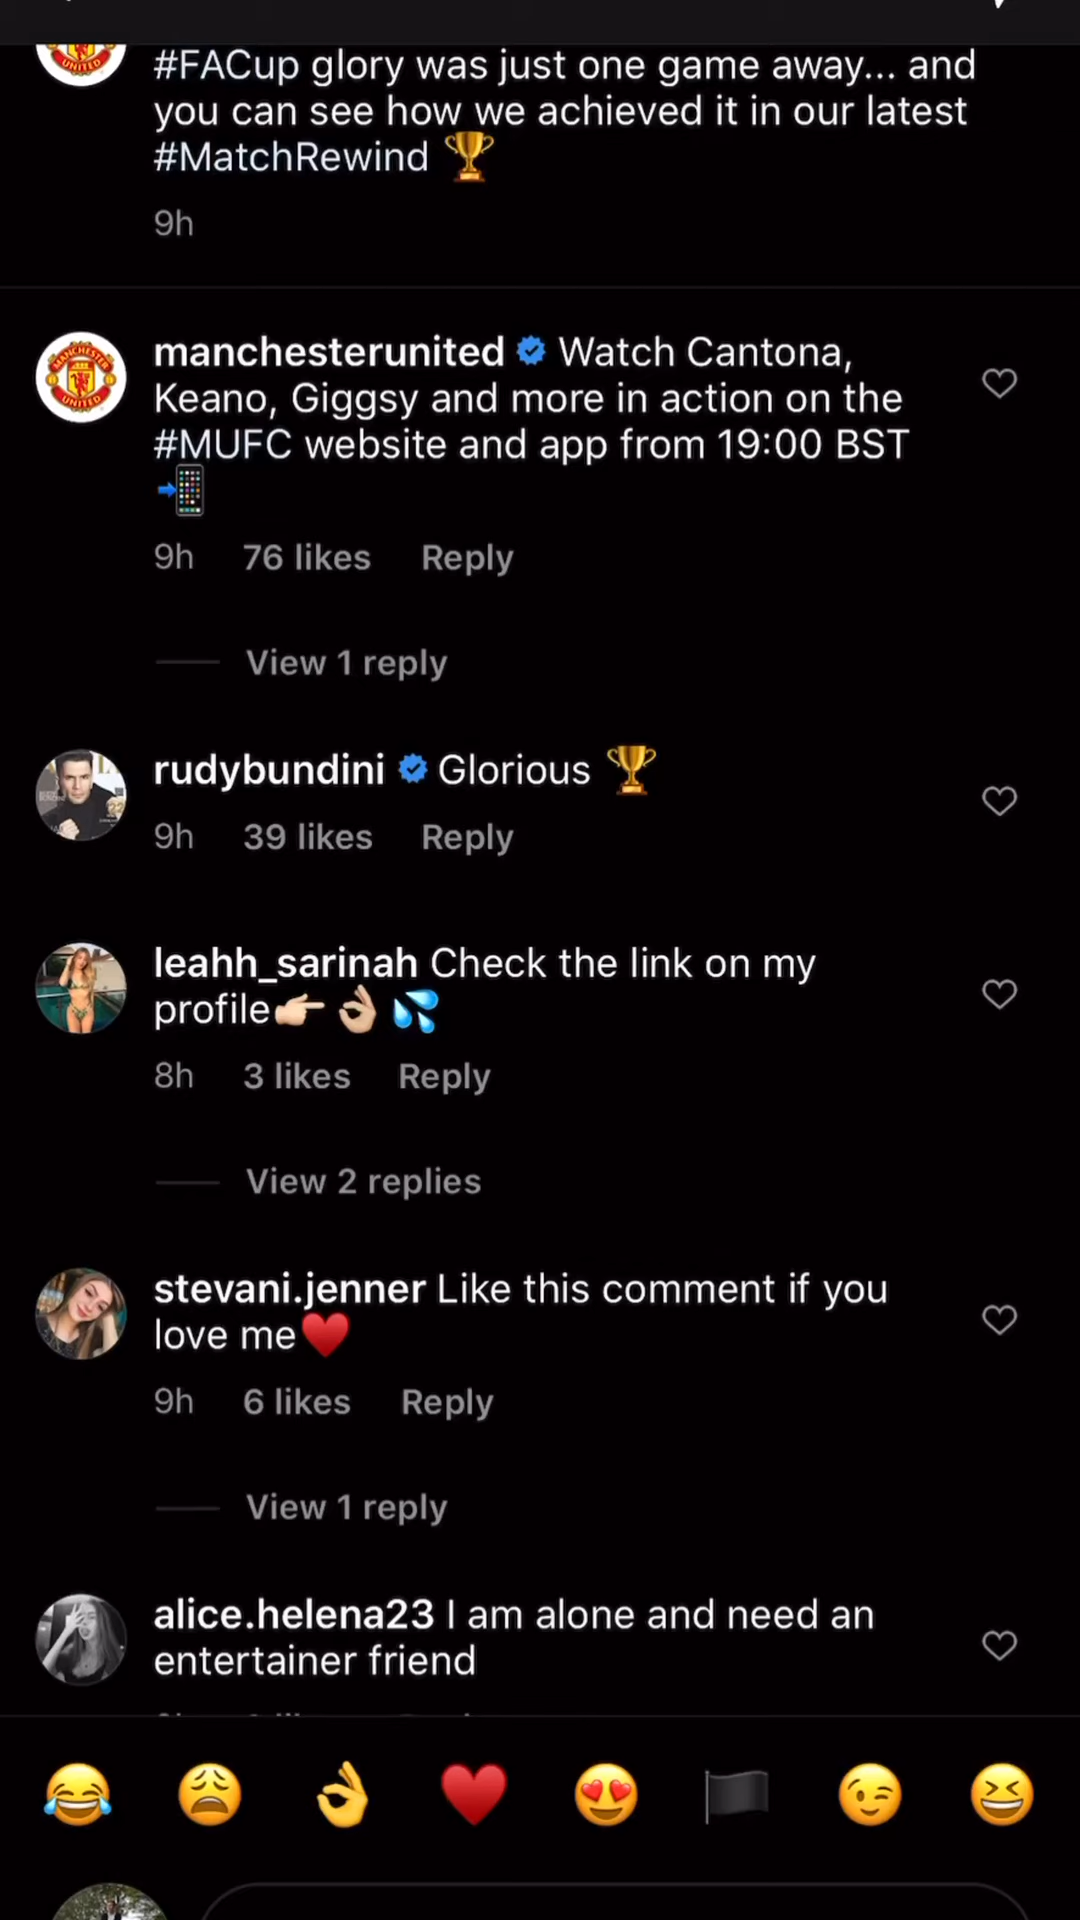 #FACup glory was just one game away... and
you can see how we achieved it in our latest
#MatchRewind 🏆
9h
manchesterunited Watch Cantona,
Keano, Giggsy and more in action on the
#MUFC website and app from 19:00 BST
📲
9h 76 likes Reply
View 1 reply
rudybundini Glorious 🏆
9h 39 likes Reply
leahh_sarinah Check the link on my
profile👉🏼👌🏼💦
8h 3 likes Reply
View 2 replies
stevani.jenner Like this comment if you
love me♥️
9h 6 likes Reply
View 1 reply
alice.helena23 I am alone and need an
entertainer friend